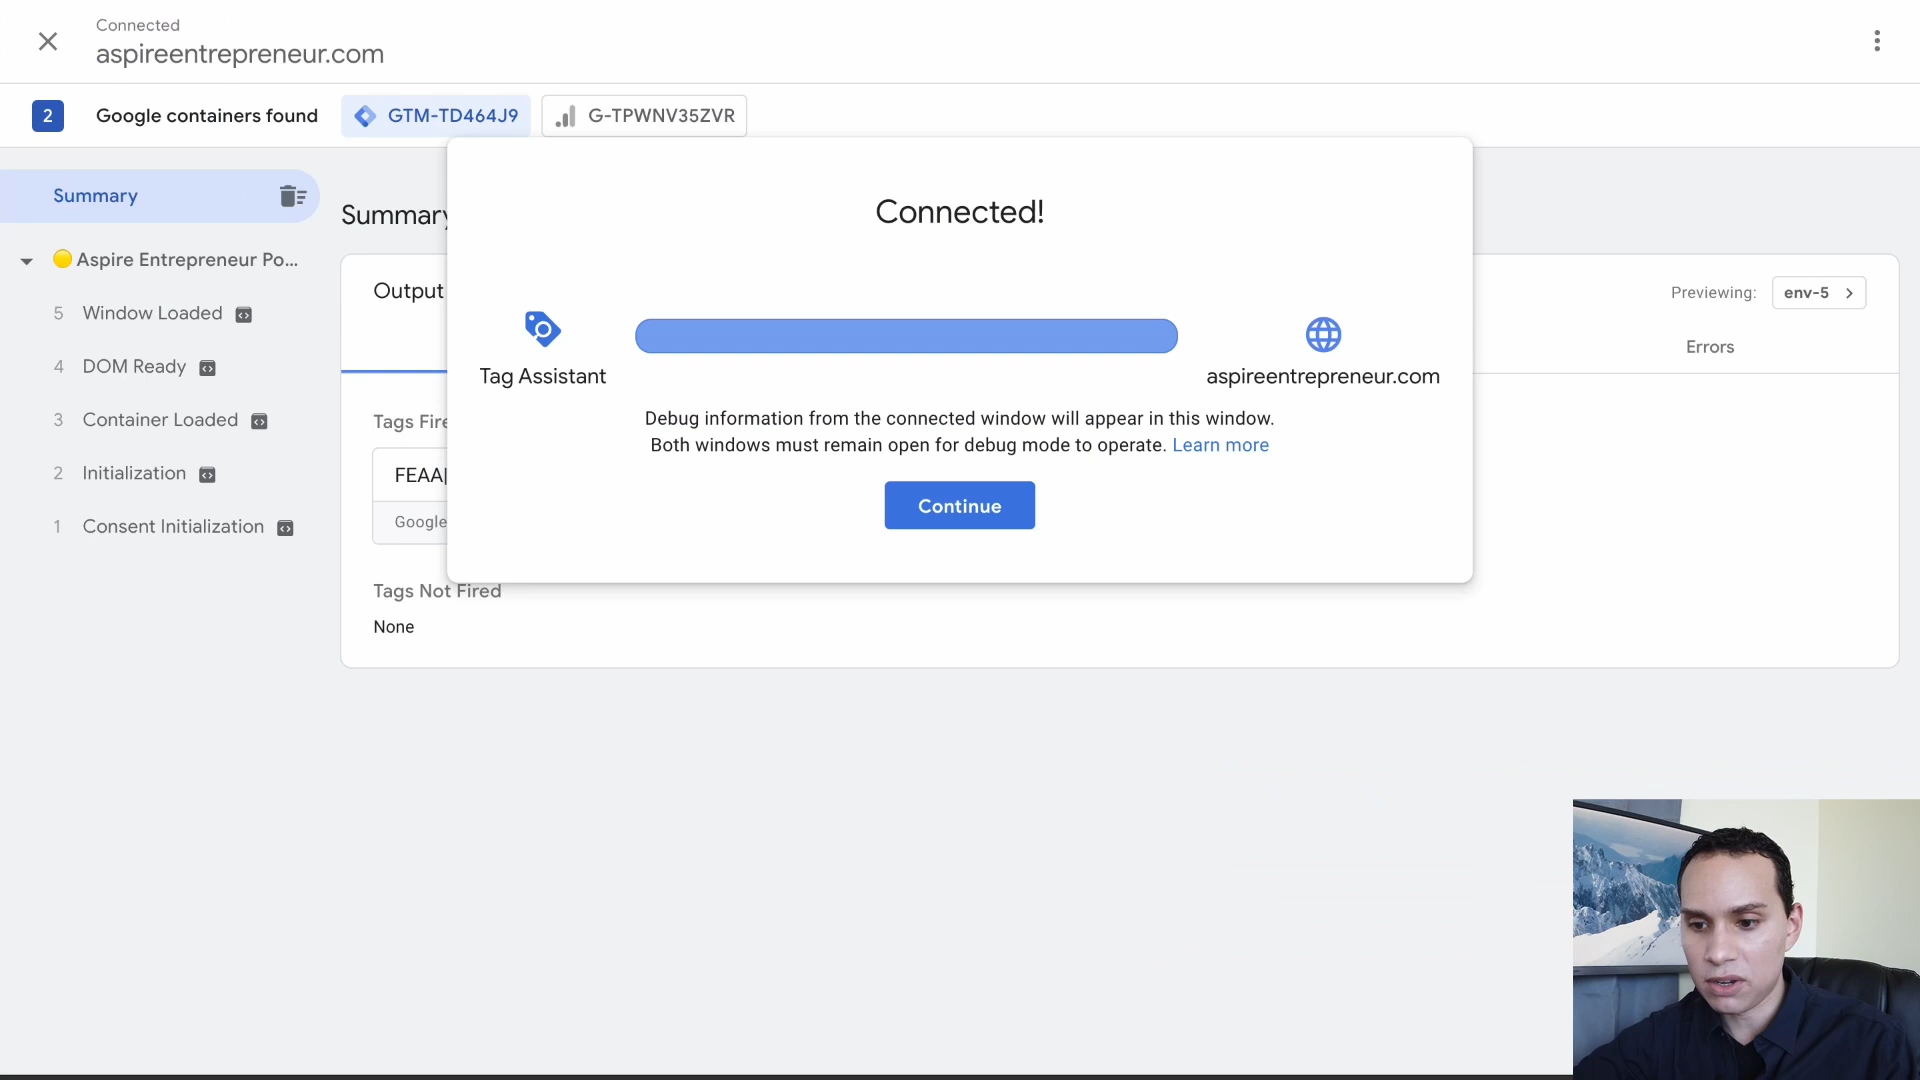 Connected
aspireentrepreneur.com
2 Google containers found GTM-TD464J9 G-TPWNV35ZVR
Summary
Aspire Entrepreneur Po...
5 Window Loaded
4 DOM Ready
3 Container Loaded
2 Initialization
1 Consent Initialization
Summary
Output
Previewing: env-5
Errors
Tags Fire
FEAA
Google
Tags Not Fired
None
Connected!
Tag Assistant
aspireentrepreneur.com
Debug information from the connected window will appear in this window.
Both windows must remain open for debug mode to operate. Learn more
Continue